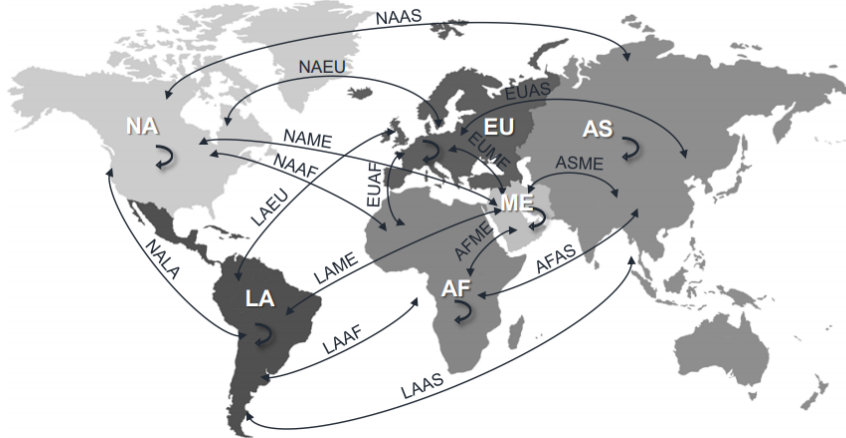 NAAS
NAEU
EUAS
NA
NAME
EU
AS
NAAF
EUME
EUAF
ASME
LAEU
ME
NALA
LAME
AFME
AFAS
LA
AF
LAAF
LAAS